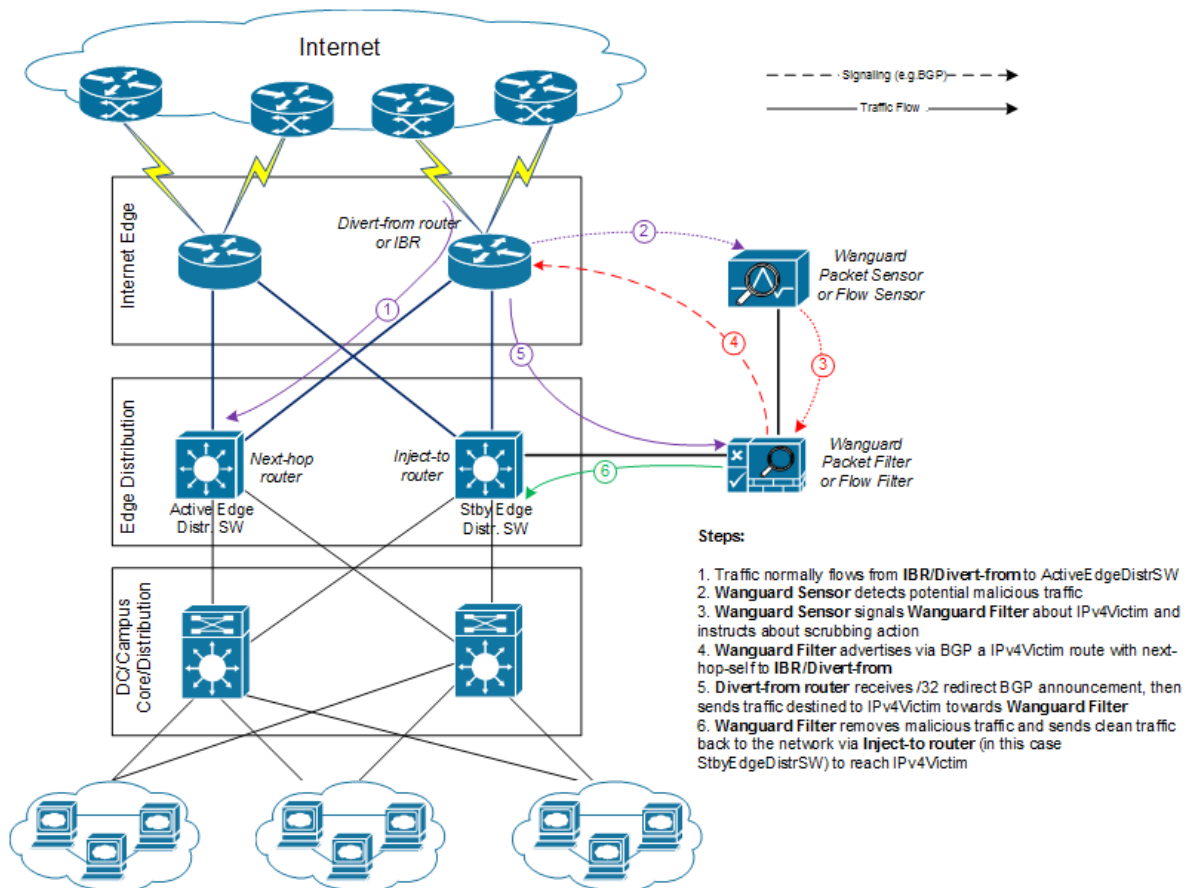 Internet
Signaling (e.g.BGP)
Traffic Flow
Internet Edge
Divert-from router
or IBR
2
Wanguard
Packet Sensor
or Flow Sensor
1
4
3
5
Edge Distribution
Next-hop
router
Inject-to
router
6
Wanguard
Packet Filter
or Flow Filter
Active Edge
Distr. SW
Stby Edge
Distr. SW
Steps:
1. Traffic normally flows from IBR/Divert-from to ActiveEdgeDistrSW
2. Wanguard Sensor detects potential malicious traffic
3. Wanguard Sensor signals Wanguard Filter about IPv4Victim and
instructs about scrubbing action
4. Wanguard Filter advertises via BGP a IPv4Victim route with next-
hop-self to IBR/Divert-from
5. Divert-from router receives /32 redirect BGP announcement, then
sends traffic destined to IPv4Victim towards Wanguard Filter
6. Wanguard Filter removes malicious traffic and sends clean traffic
back to the network via Inject-to router (in this case
StbyEdgeDistrSW) to reach IPv4Victim
DC/Campus
Core/Distribution